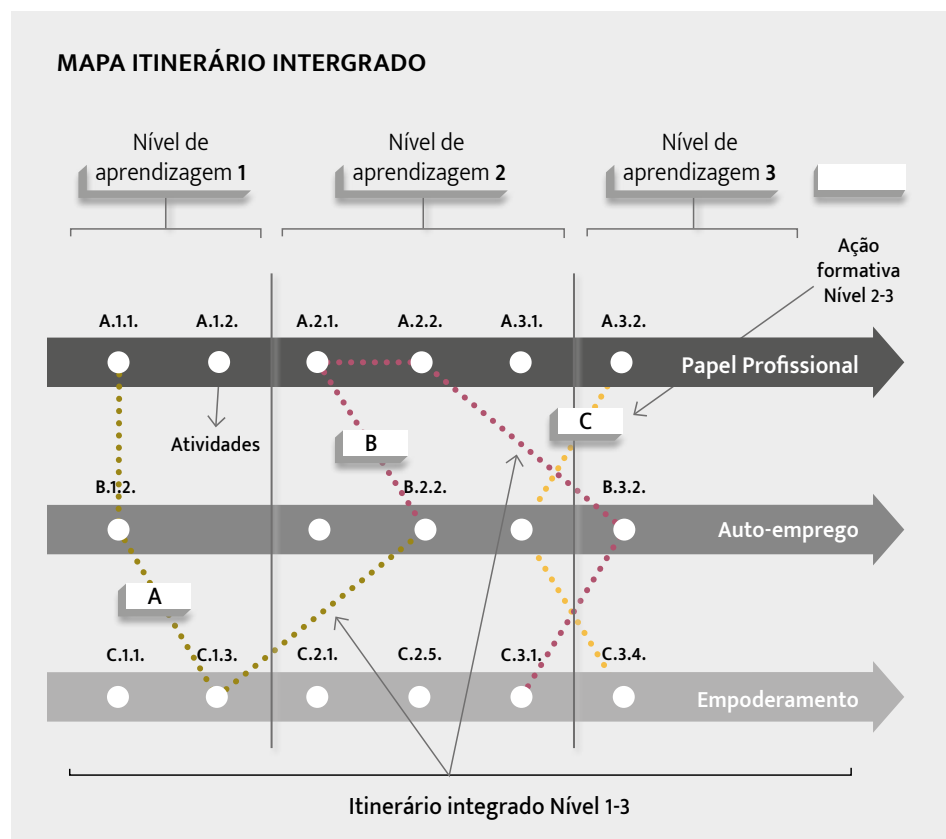 MAPA ITINERÁRIO INTERGRADO
Nível de
aprendizagem 1
Nível de
aprendizagem 2
Nível de
aprendizagem 3
Ação
formativa
Nível 2-3
A.1.1.
A.1.2.
A.2.1.
A.2.2.
A.3.1.
A.3.2.
Papel Profissional
Atividades
B
C
B.1.2.
B.2.2.
B.3.2.
Auto-emprego
A
C.1.1.
C.1.3.
C.2.1.
C.2.5.
C.3.1.
C.3.4.
Empoderamento
Itinerário integrado Nível 1-3